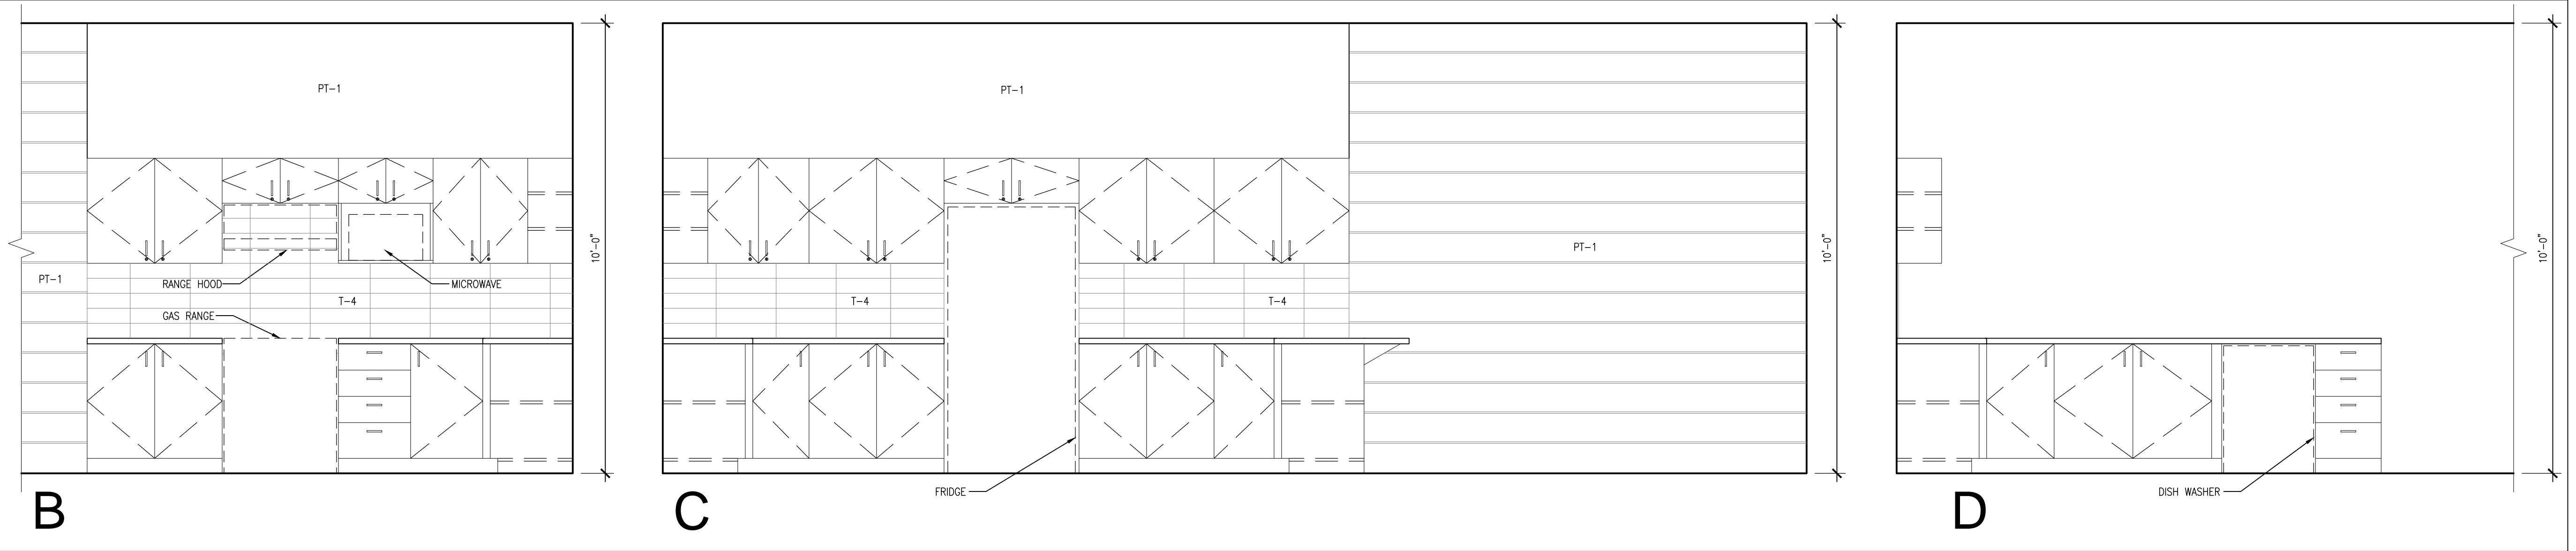 PT-1
PT-1
RANGE HOOD
MICROWAVE
T-4
GAS RANGE
10'-0"
B
PT-1
PT-1
T-4
T-4
10'-0"
FRIDGE
C
10'-0"
DISH WASHER
D